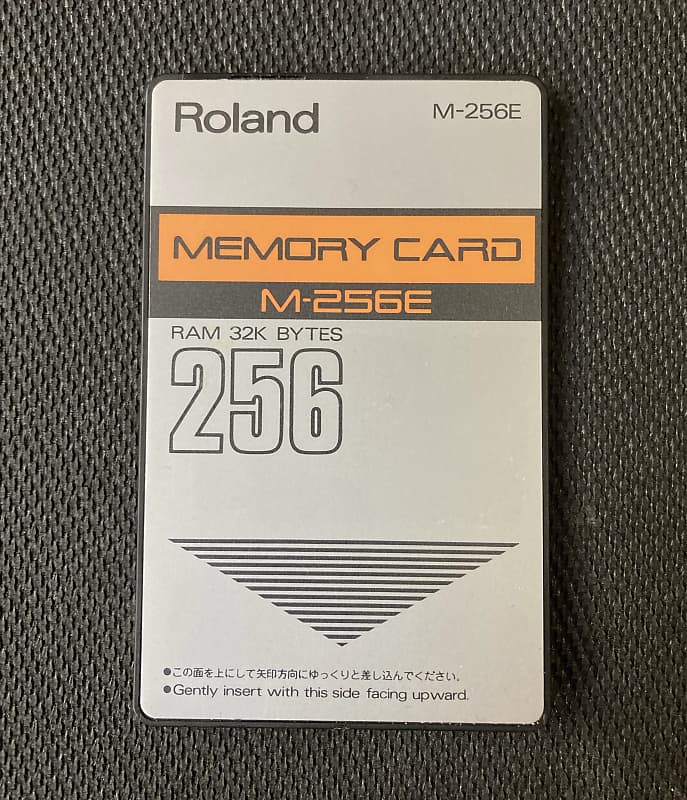 Roland M-256E
MEMORY CARD
M-256E
RAM 32K BYTES
256
●この面を上にして矢印方向にゆっくりと差し込んでください。
●Gently insert with this side facing upward.